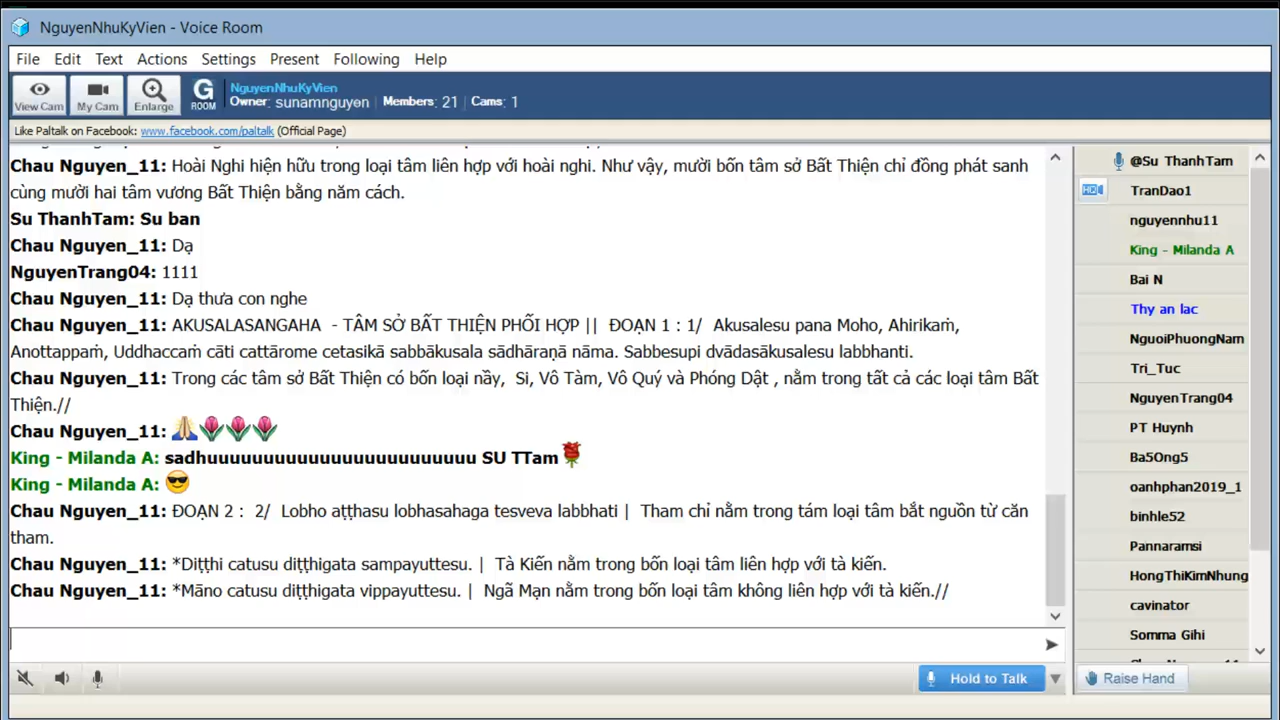 NguyenNhuKyVien - Voice Room
File Edit Text Actions Settings Present Following Help
View Cam My Cam Enlarge G ROOM
NguyenNhuKyVien
Owner: sunamnguyen | Members: 21 | Cams: 1
Like Paltalk on Facebook: www.facebook.com/paltalk (Official Page)
Chau Nguyen_11: Hoài Nghi hiện hữu trong loại tâm liên hợp với hoài nghi. Như vậy, mười bốn tâm sở Bất Thiện chỉ đồng phát sanh
cùng mười hai tâm vương Bất Thiện bằng năm cách.
Su ThanhTam: Su ban
Chau Nguyen_11: Dạ
NguyenTrang04: 1111
Chau Nguyen_11: Dạ thưa con nghe
Chau Nguyen_11: AKUSALASANGAHA - TÂM SỞ BẤT THIỆN PHỐI HỢP || ĐOẠN 1 : 1/ Akusalesu pana Moho, Ahirikaṁ,
Anottappaṁ, Uddhaccaṁ cāti cattārome cetasikā sabbākusala sādhāraṇā nāma. Sabbesupi dvādasākusalesu labbhanti.
Chau Nguyen_11: Trong các tâm sở Bất Thiện có bốn loại nầy, Si, Vô Tàm, Vô Quý và Phóng Dật , nằm trong tất cả các loại tâm Bất
Thiện.//
Chau Nguyen_11: 🙏🌷🌷🌷
King - Milanda A: sadhuuuuuuuuuuuuuuuuuuuuuuuu SU TTam🌹
King - Milanda A: 😎
Chau Nguyen_11: ĐOẠN 2 : 2/ Lobho aṭṭhasu lobhasahaga tesveva labbhati | Tham chỉ nằm trong tám loại tâm bắt nguồn từ căn
tham.
Chau Nguyen_11: *Diṭṭhi catusu diṭṭhigata sampayuttesu. | Tà Kiến nằm trong bốn loại tâm liên hợp với tà kiến.
Chau Nguyen_11: *Māno catusu diṭṭhigata vippayuttesu. | Ngã Mạn nằm trong bốn loại tâm không liên hợp với tà kiến.//
Hold to Talk
@Su ThanhTam
TranDao1
nguyennhu11
King - Milanda A
Bai N
Thy an lac
NguoiPhuongNam
Tri_Tuc
NguyenTrang04
PT Huynh
Ba5Ong5
oanhphan2019_1
binhle52
Pannaramsi
HongThiKimNhung
cavinator
Somma Gihi
Raise Hand